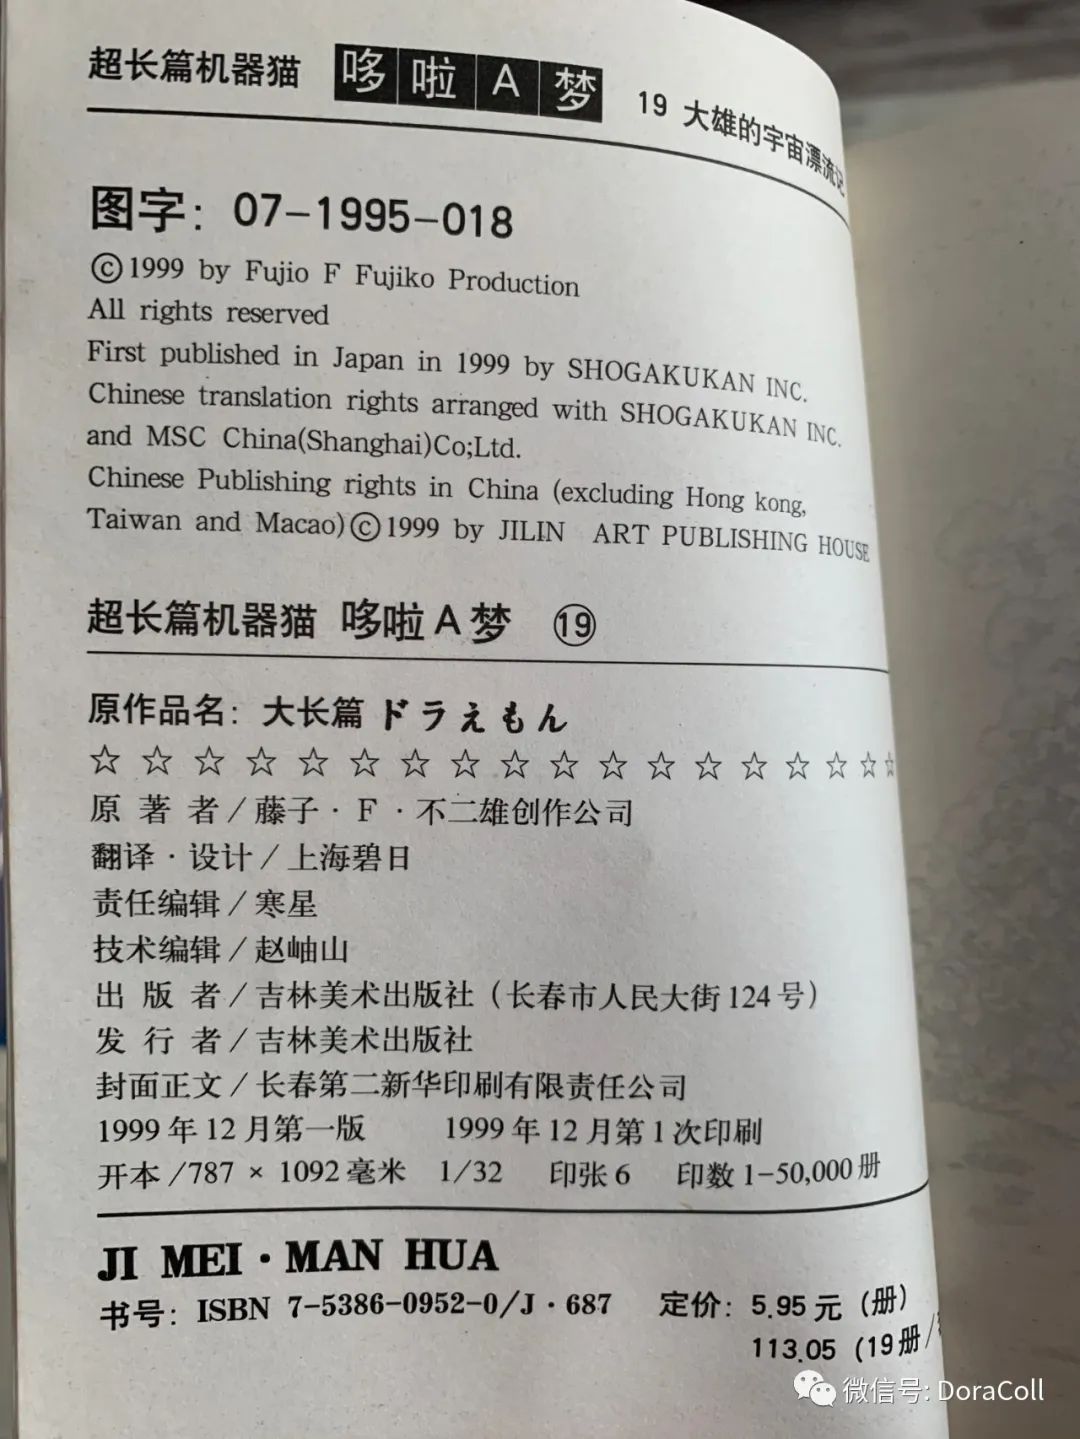 超长篇机器猫 哆啦A梦 19 大雄的宇宙漂流记
图字：07-1995-018
©1999 by Fujio F Fujiko Production
All rights reserved
First published in Japan in 1999 by SHOGAKUKAN INC.
Chinese translation rights arranged with SHOGAKUKAN INC.
and MSC China(Shanghai)Co;Ltd.
Chinese Publishing rights in China (excluding Hong kong,
Taiwan and Macao)©1999 by JILIN ART PUBLISHING HOUSE
超长篇机器猫 哆啦A梦 ⑲
原作品名：大长篇ドラえもん
☆☆☆☆☆☆☆☆☆☆☆☆☆☆☆☆☆☆
原著者/藤子·F·不二雄创作公司
翻译·设计/上海碧日
责任编辑/寒星
技术编辑/赵岫山
出版者/吉林美术出版社（长春市人民大街124号）
发行者/吉林美术出版社
封面正文/长春第二新华印刷有限责任公司
1999年12月第一版 1999年12月第1次印刷
开本/787×1092毫米 1/32 印张6 印数1-50,000册
JI MEI·MAN HUA
书号：ISBN 7-5386-0952-0/J·687 定价：5.95元（册）
113.05（19册/
微信号: DoraColl